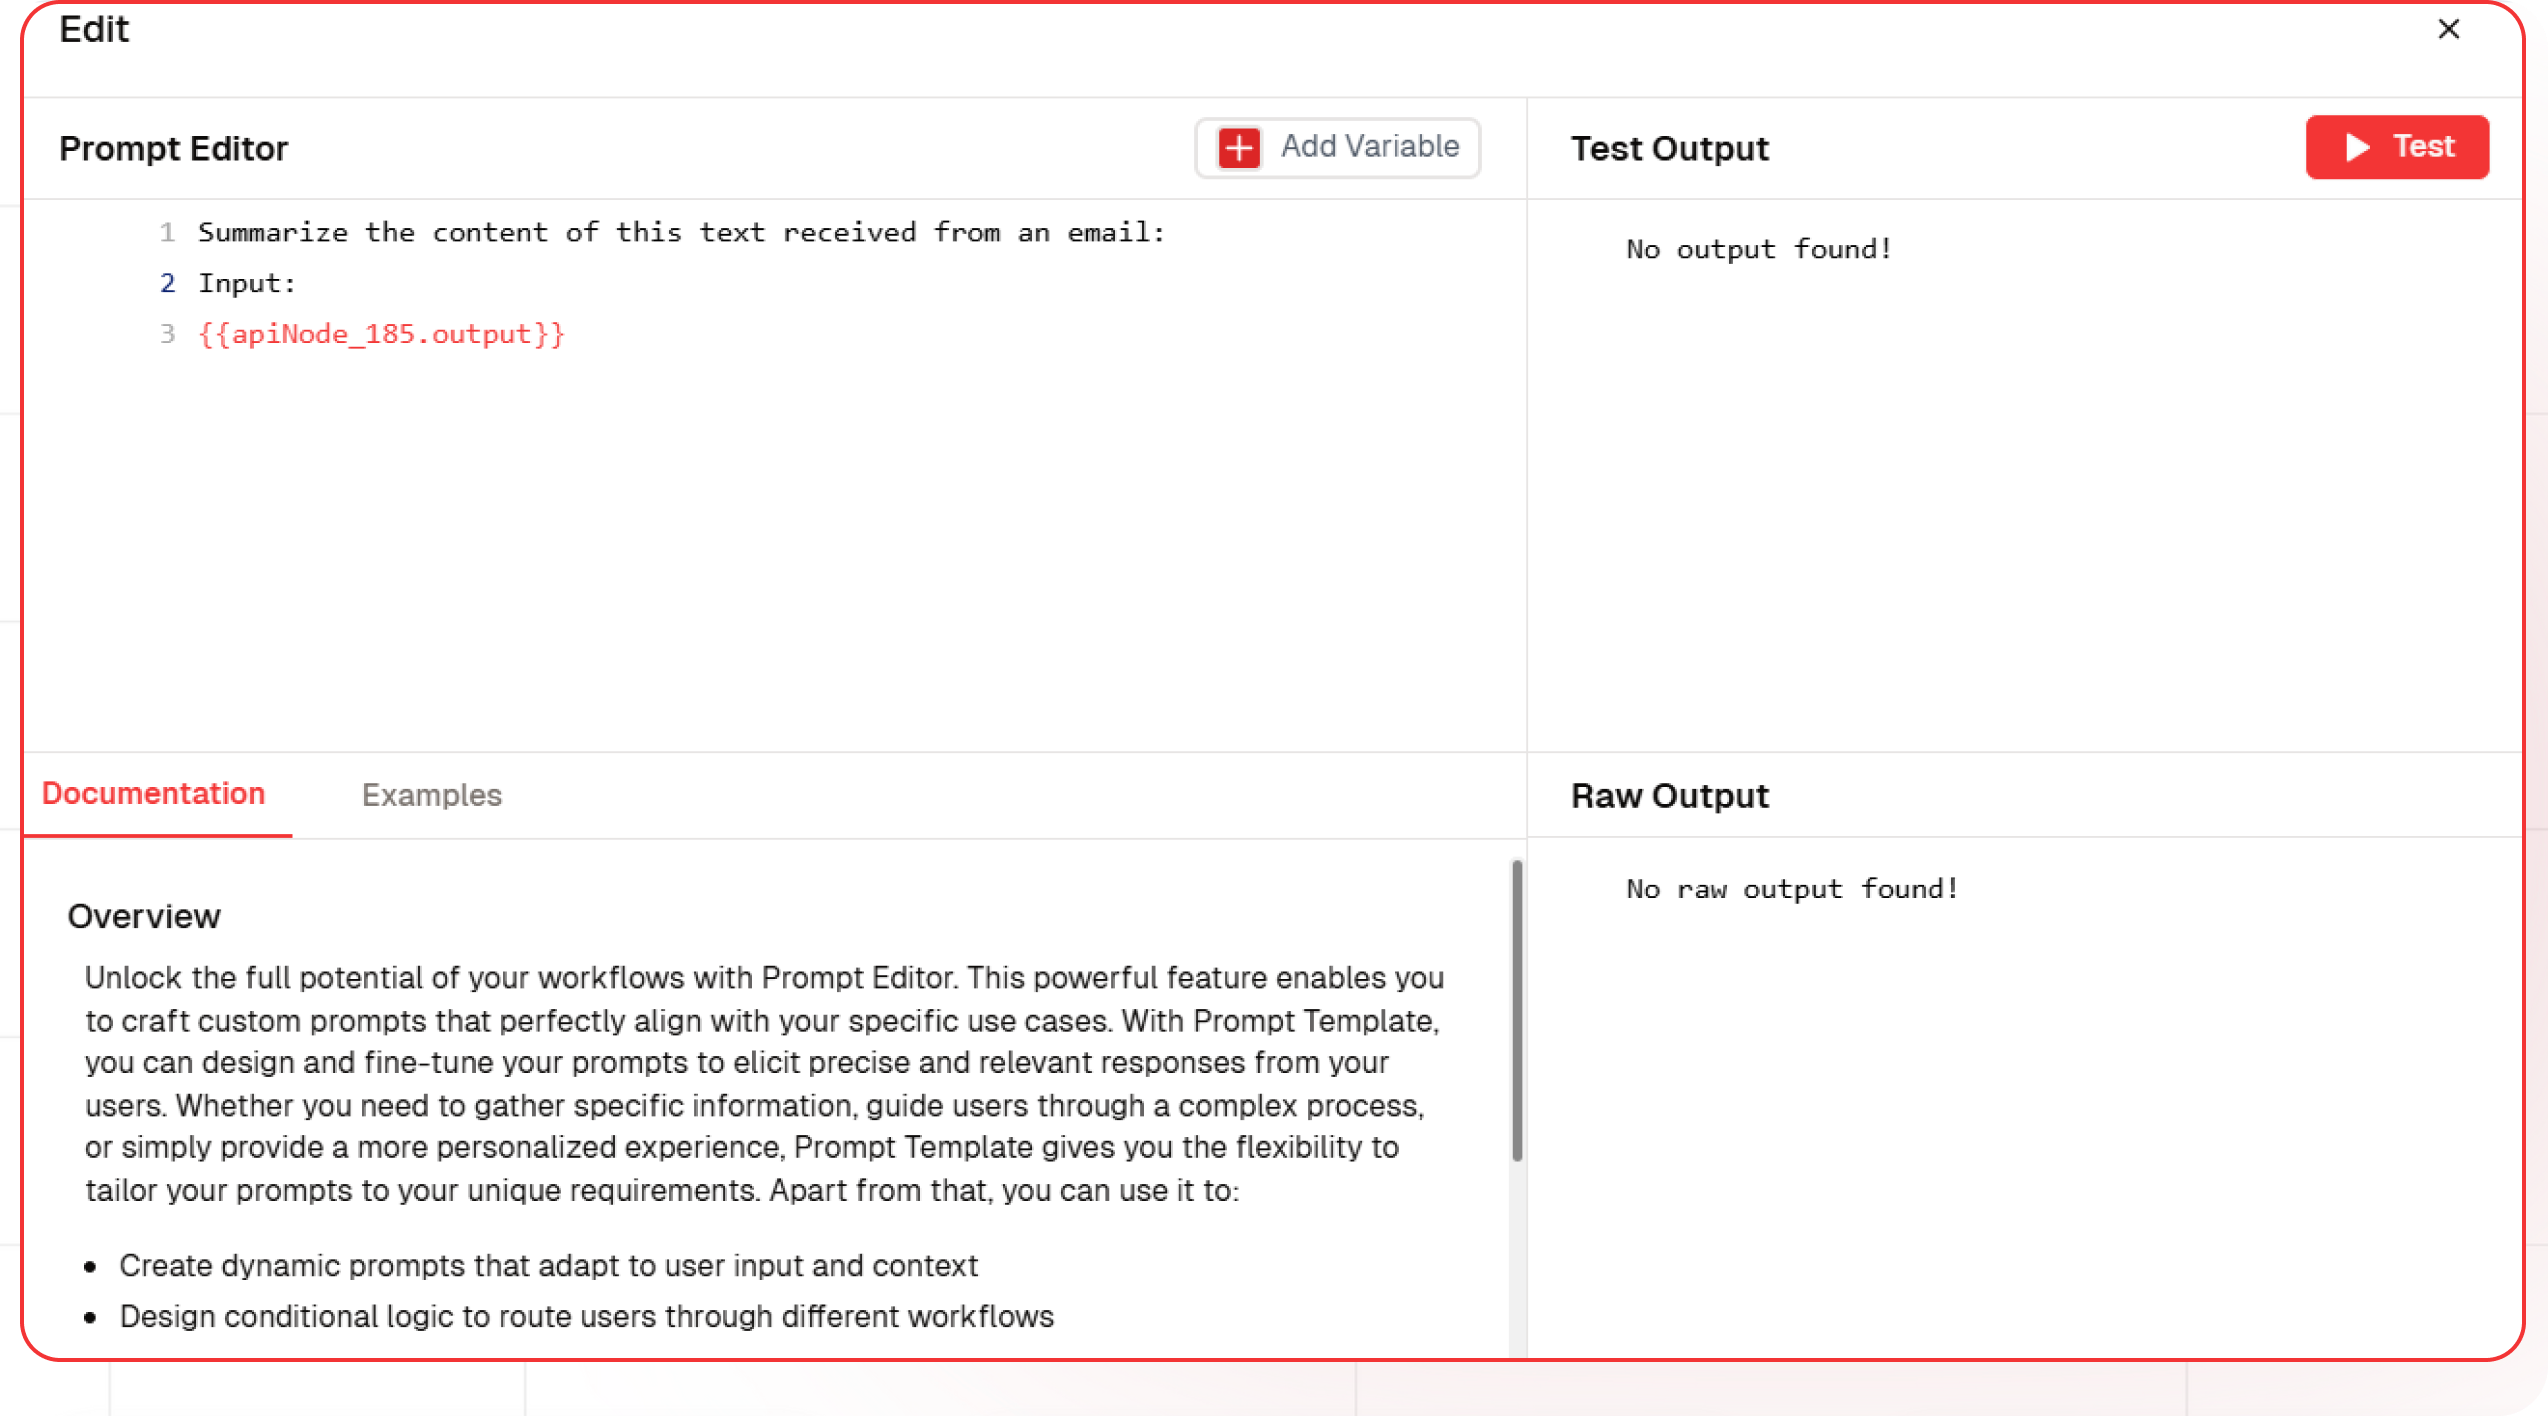 Edit
Prompt Editor
Add Variable
1 Summarize the content of this text received from an email:
2 Input:
3 {{apiNode_185.output}}
Test Output
Test
No output found!
Documentation
Examples
Overview
Unlock the full potential of your workflows with Prompt Editor. This powerful feature enables you
to craft custom prompts that perfectly align with your specific use cases. With Prompt Template,
you can design and fine-tune your prompts to elicit precise and relevant responses from your
users. Whether you need to gather specific information, guide users through a complex process,
or simply provide a more personalized experience, Prompt Template gives you the flexibility to
tailor your prompts to your unique requirements. Apart from that, you can use it to:
• Create dynamic prompts that adapt to user input and context
• Design conditional logic to route users through different workflows
Raw Output
No raw output found!